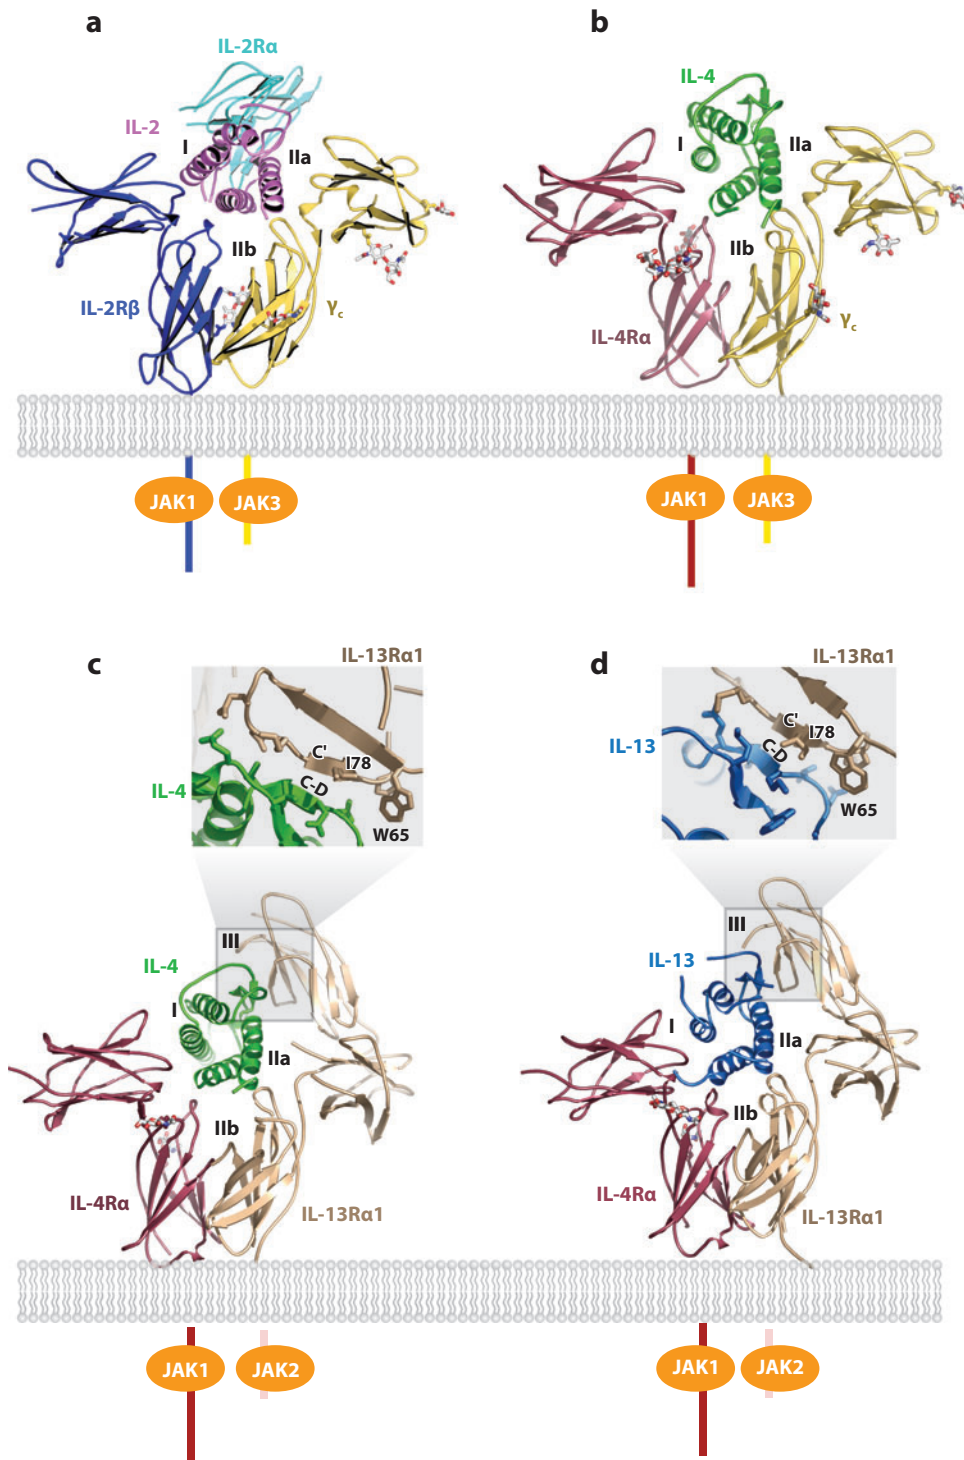 a
IL-2Rα
IL-2
I
IIa
IIb
IL-2Rβ
γc
JAK1
JAK3
b
IL-4
I
IIa
IIb
IL-4Rα
γc
JAK1
JAK3
c
IL-13Rα1
C'
I78
C-D
IL-4
W65
III
IL-4
I
IIa
IIb
IL-4Rα
IL-13Rα1
JAK1
JAK2
d
IL-13Rα1
C'
I78
IL-13
C-D
W65
III
IL-13
I
IIa
IIb
IL-4Rα
IL-13Rα1
JAK1
JAK2